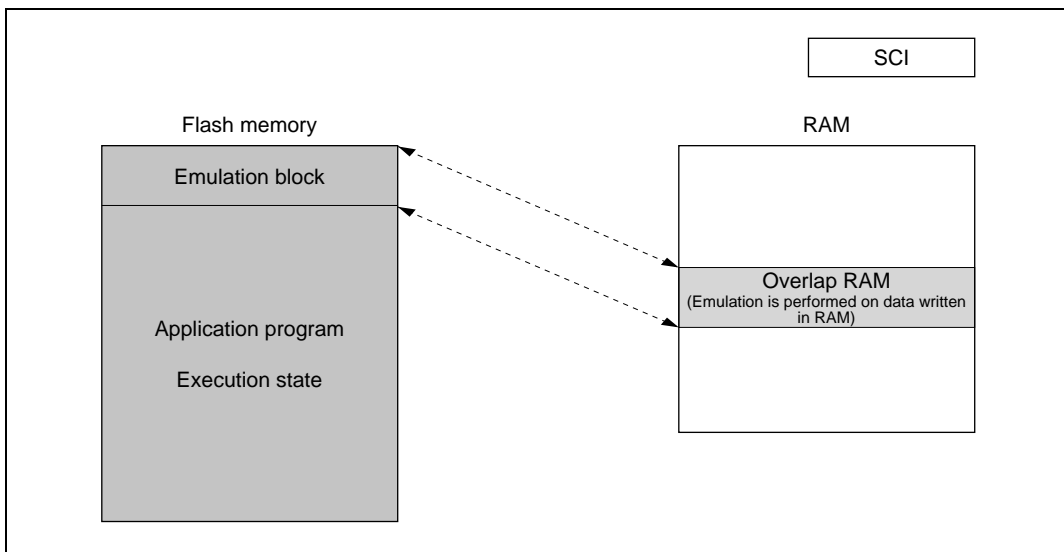 SCI
Flash memory
RAM
Emulation block
Application program
Execution state
Overlap RAM
(Emulation is performed on data written
in RAM)